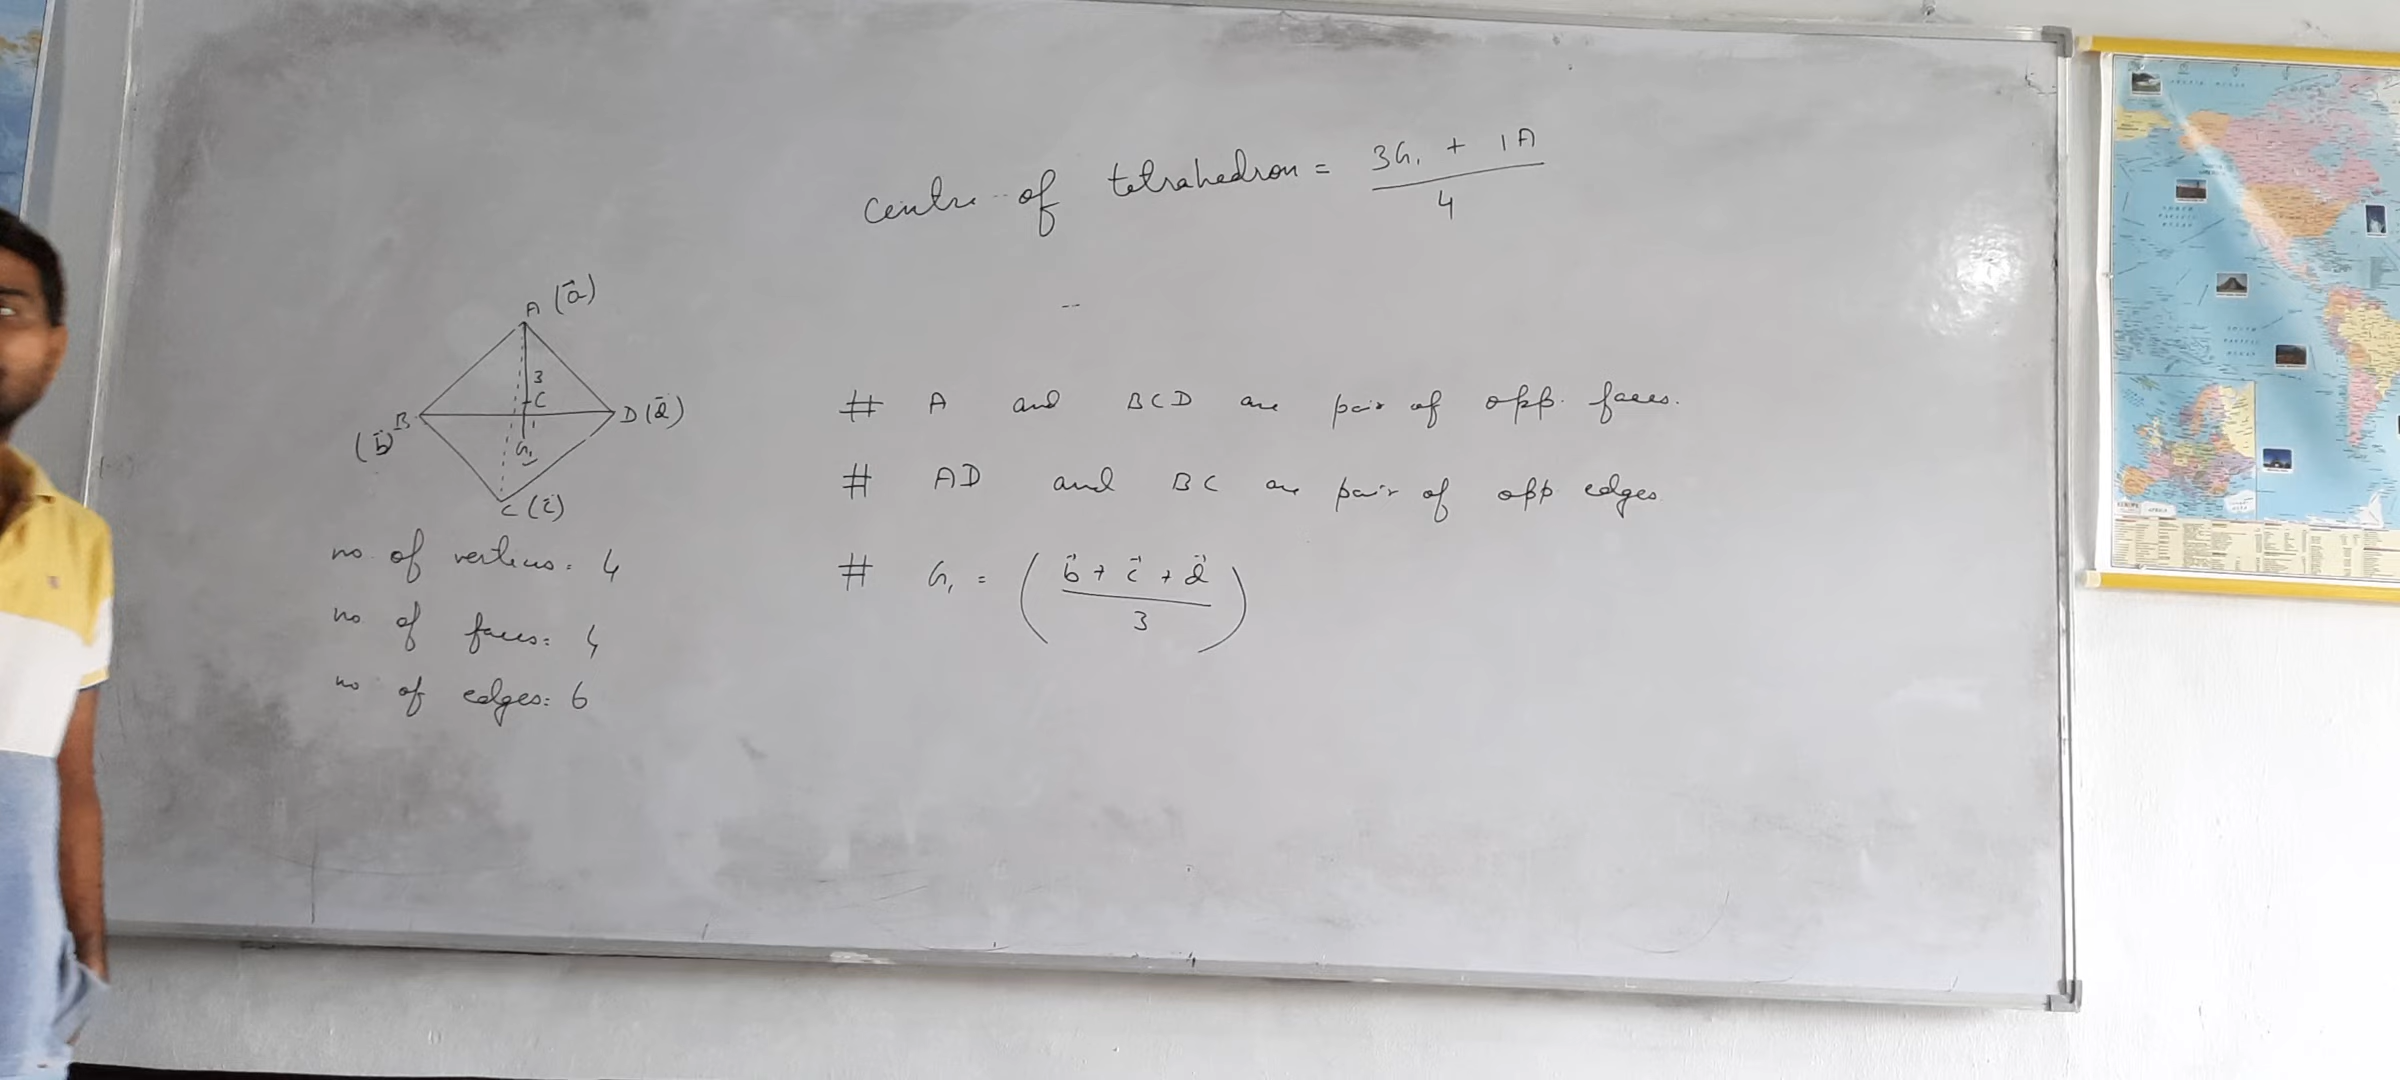 centre of tetrahedron = 3G₁ + 1A / 4
A (a⃗)
3
C
B (b⃗)
D (d⃗)
G₁
C (c⃗)
# A and BCD are pair of opp. faces.
# AD and BC are pair of opp edges
# G₁ = ( b⃗ + c⃗ + d⃗ / 3 )
no. of vertices = 4
no of faces = 4
no of edges = 6